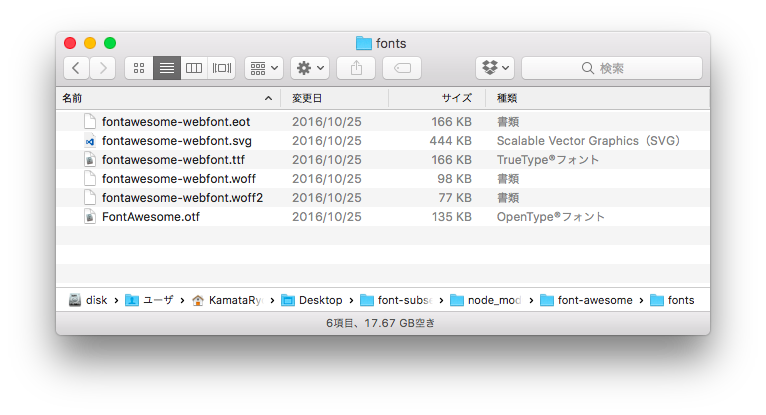 fonts
検索
名前 変更日 サイズ 種類
fontawesome-webfont.eot 2016/10/25 166 KB 書類
fontawesome-webfont.svg 2016/10/25 444 KB Scalable Vector Graphics（SVG）
fontawesome-webfont.ttf 2016/10/25 166 KB TrueType®フォント
fontawesome-webfont.woff 2016/10/25 98 KB 書類
fontawesome-webfont.woff2 2016/10/25 77 KB 書類
FontAwesome.otf 2016/10/25 135 KB OpenType®フォント
disk ユーザ KamataRy Desktop font-subse node_mod font-awesome fonts
6項目、17.67 GB空き